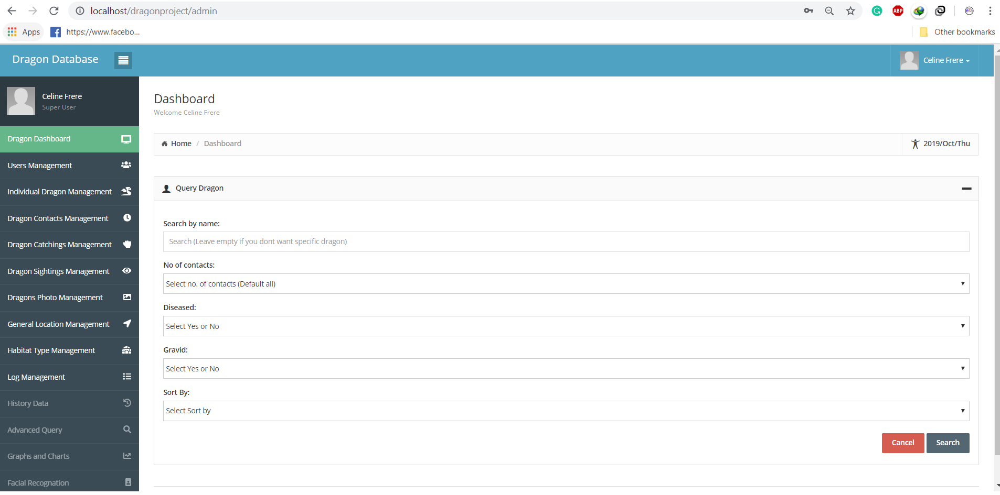 localhost/dragonproject/admin
ABP
era
Apps
https://www.facebo...
Other bookmarks
Dragon Database
Celine Frere
Celine Frere
Super User
Dragon Dashboard
Users Management
Individual Dragon Management
Dragon Contacts Management
Dragon Catchings Management
Dragon Sightings Management
Dragons Photo Management
General Location Management
Habitat Type Management
Log Management
History Data
Advanced Query
Graphs and Charts
Facial Recognation
Dashboard
Welcome Celine Frere
Home / Dashboard
2019/Oct/Thu
Query Dragon
Search by name:
Search (Leave empty if you dont want specific dragon)
No of contacts:
Select no. of contacts (Default all)
Diseased:
Select Yes or No
Gravid:
Select Yes or No
Sort By:
Select Sort by
Cancel
Search